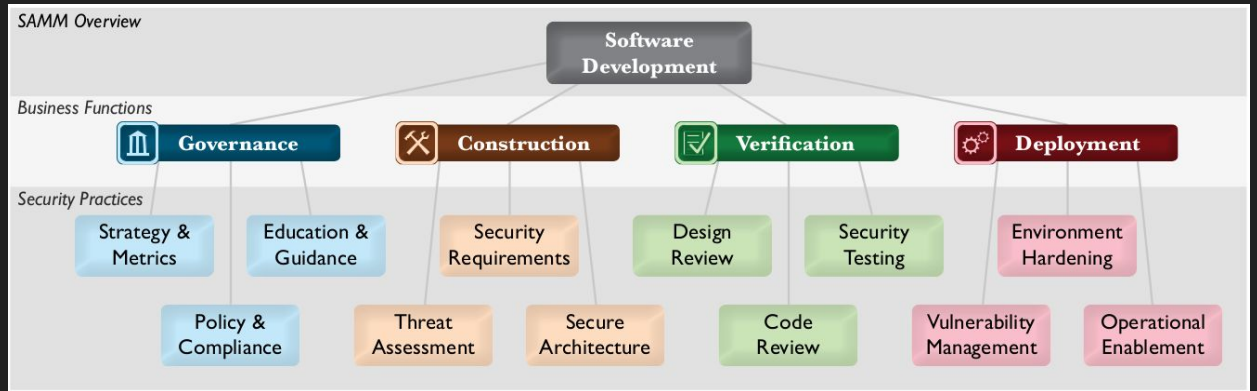 SAMM Overview
Software
Development
Business Functions
Governance
Construction
Verification
Deployment
Security Practices
Strategy &
Metrics
Education &
Guidance
Security
Requirements
Design
Review
Security
Testing
Environment
Hardening
Policy &
Compliance
Threat
Assessment
Secure
Architecture
Code
Review
Vulnerability
Management
Operational
Enablement